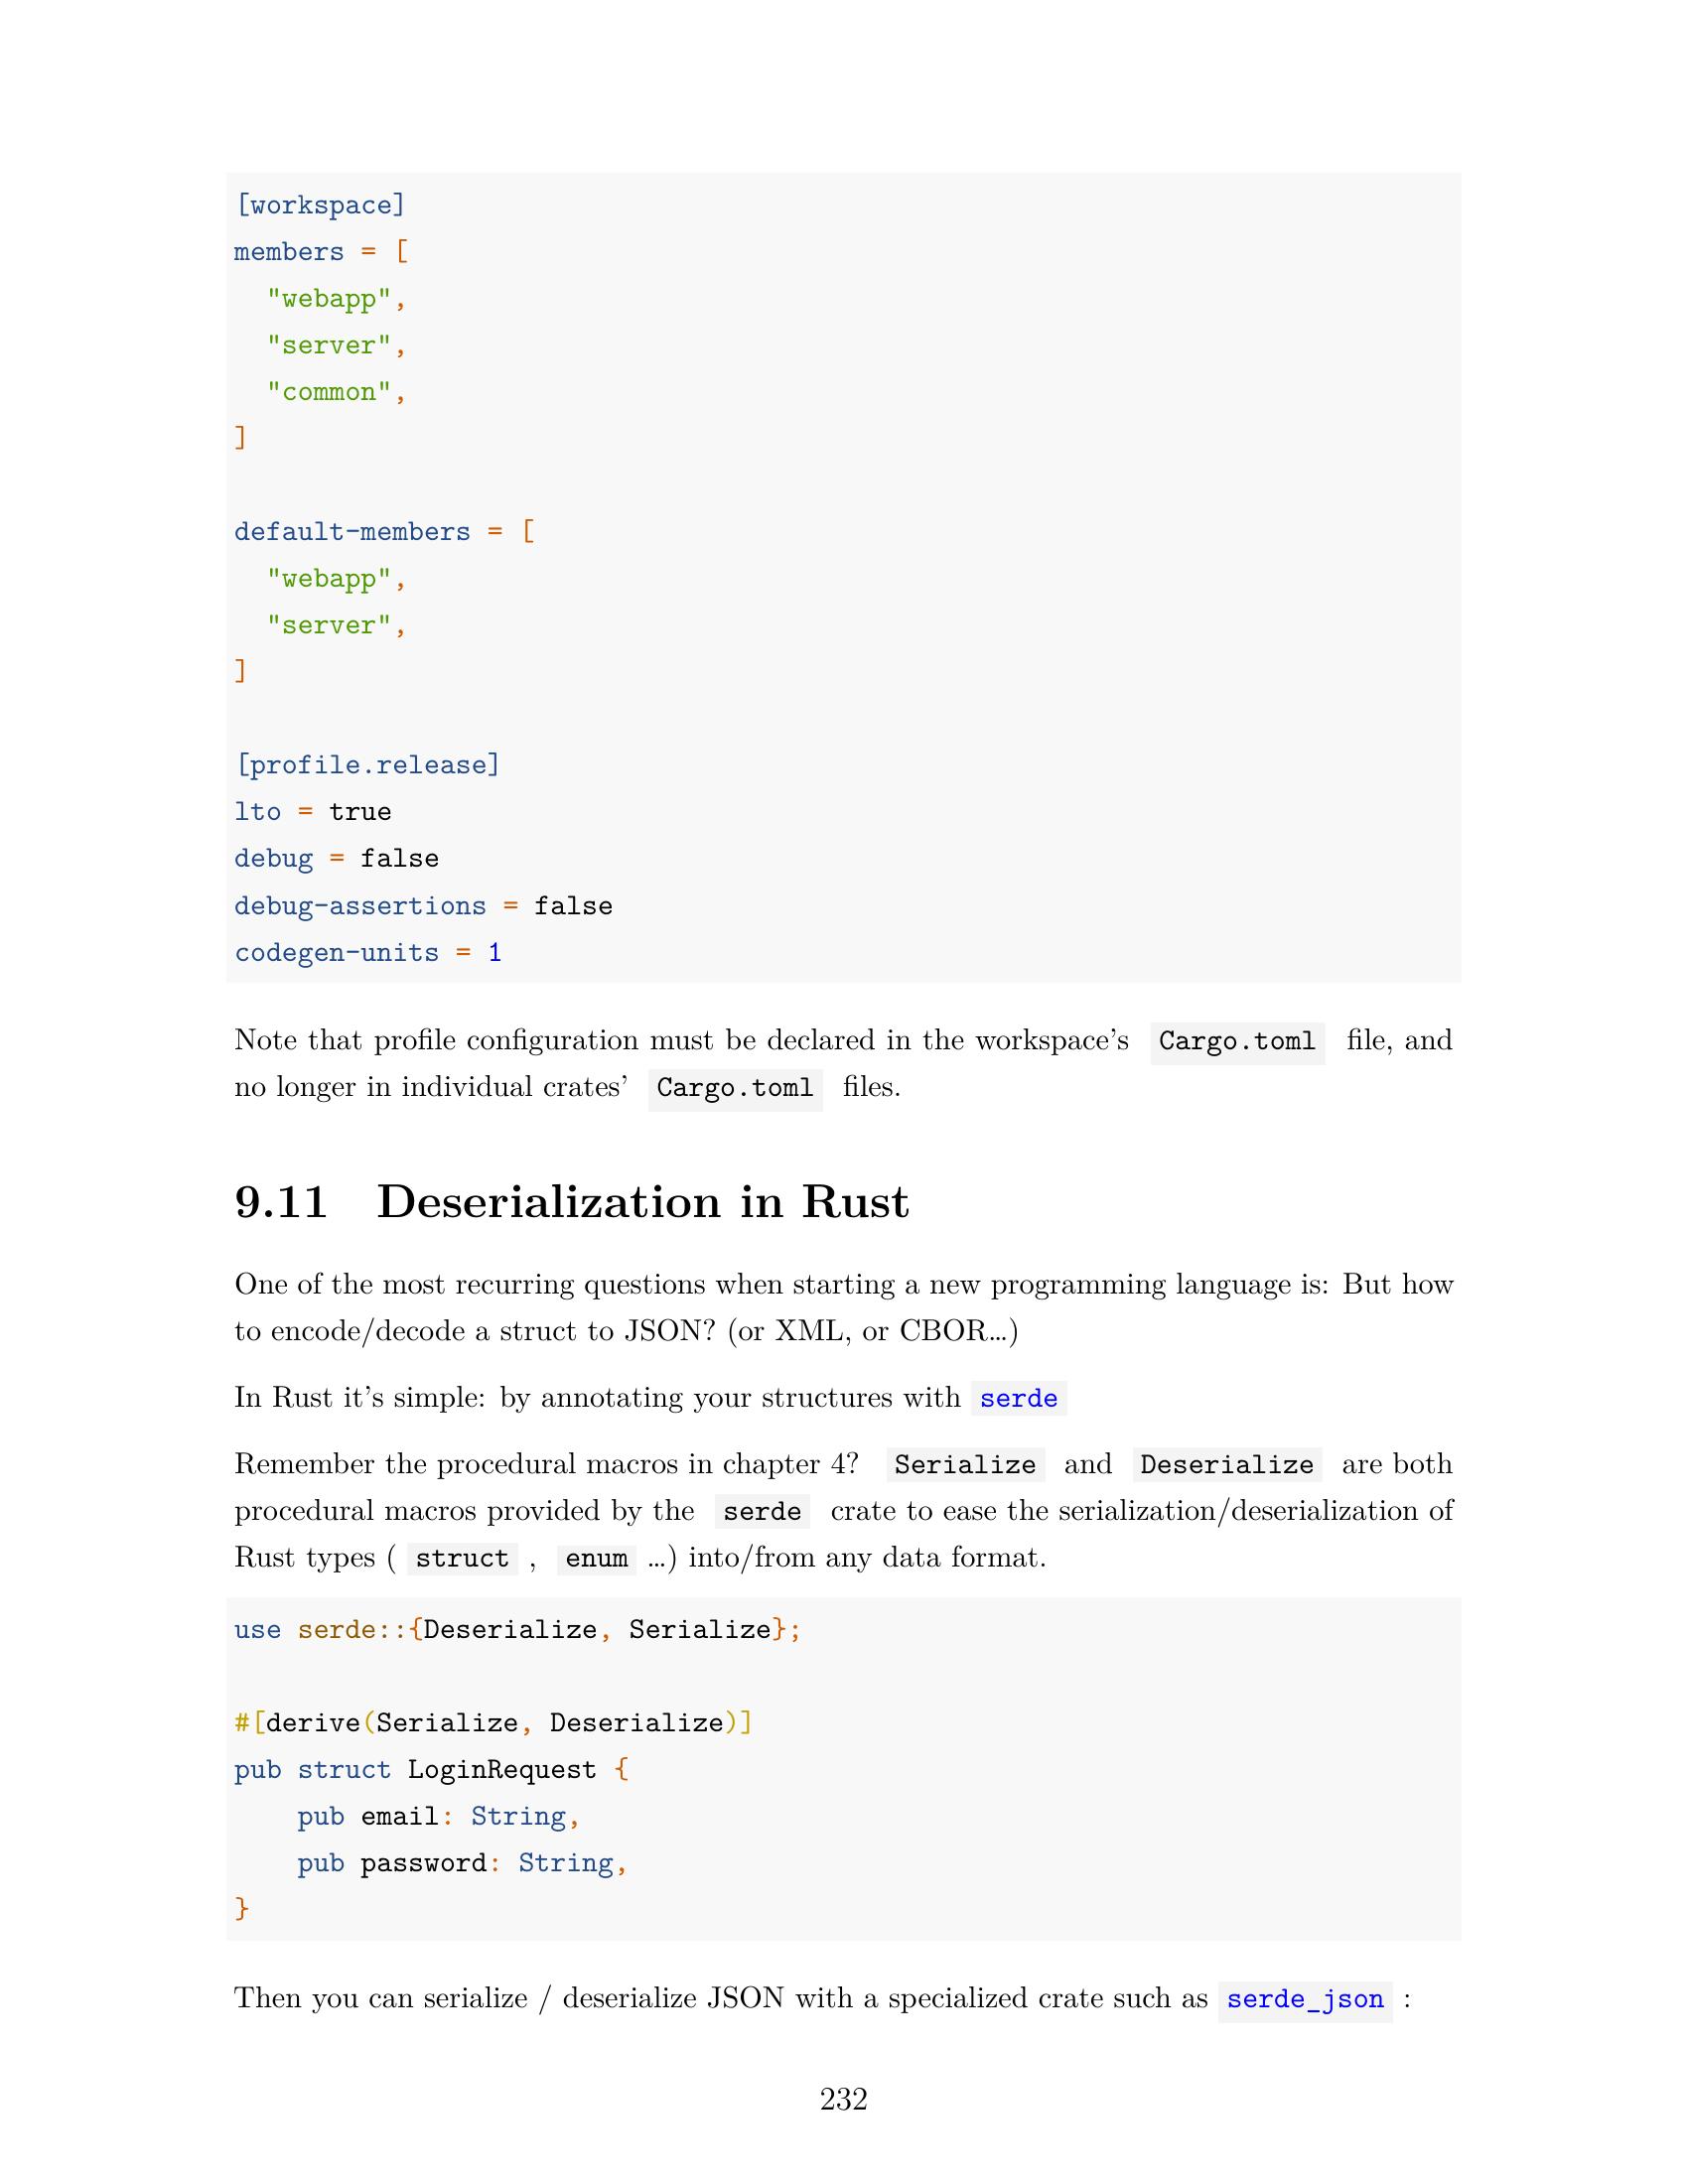 [workspace]
members = [
  "webapp",
  "server",
  "common",
]

default-members = [
  "webapp",
  "server",
]

[profile.release]
lto = true
debug = false
debug-assertions = false
codegen-units = 1
Note that profile configuration must be declared in the workspace’s Cargo.toml file, and
no longer in individual crates’ Cargo.toml files.
9.11 Deserialization in Rust
One of the most recurring questions when starting a new programming language is: But how
to encode/decode a struct to JSON? (or XML, or CBOR…)
In Rust it’s simple: by annotating your structures with serde
Remember the procedural macros in chapter 4? Serialize and Deserialize are both
procedural macros provided by the serde crate to ease the serialization/deserialization of
Rust types ( struct , enum …) into/from any data format.
use serde::{Deserialize, Serialize};

#[derive(Serialize, Deserialize)]
pub struct LoginRequest {
    pub email: String,
    pub password: String,
}
Then you can serialize / deserialize JSON with a specialized crate such as serde_json :
232